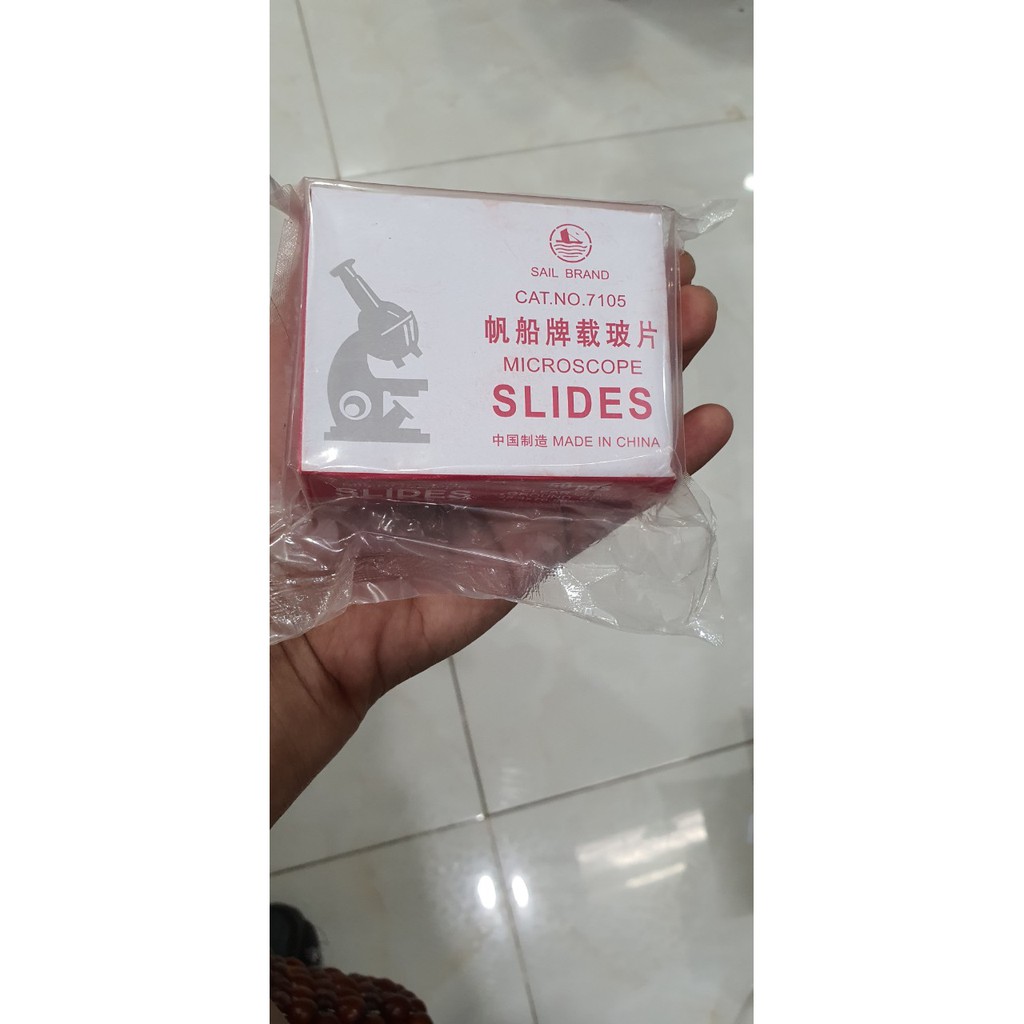 SAIL BRAND
CAT.NO.7105
帆船牌载玻片
MICROSCOPE
SLIDES
中国制造 MADE IN CHINA
SLIDES